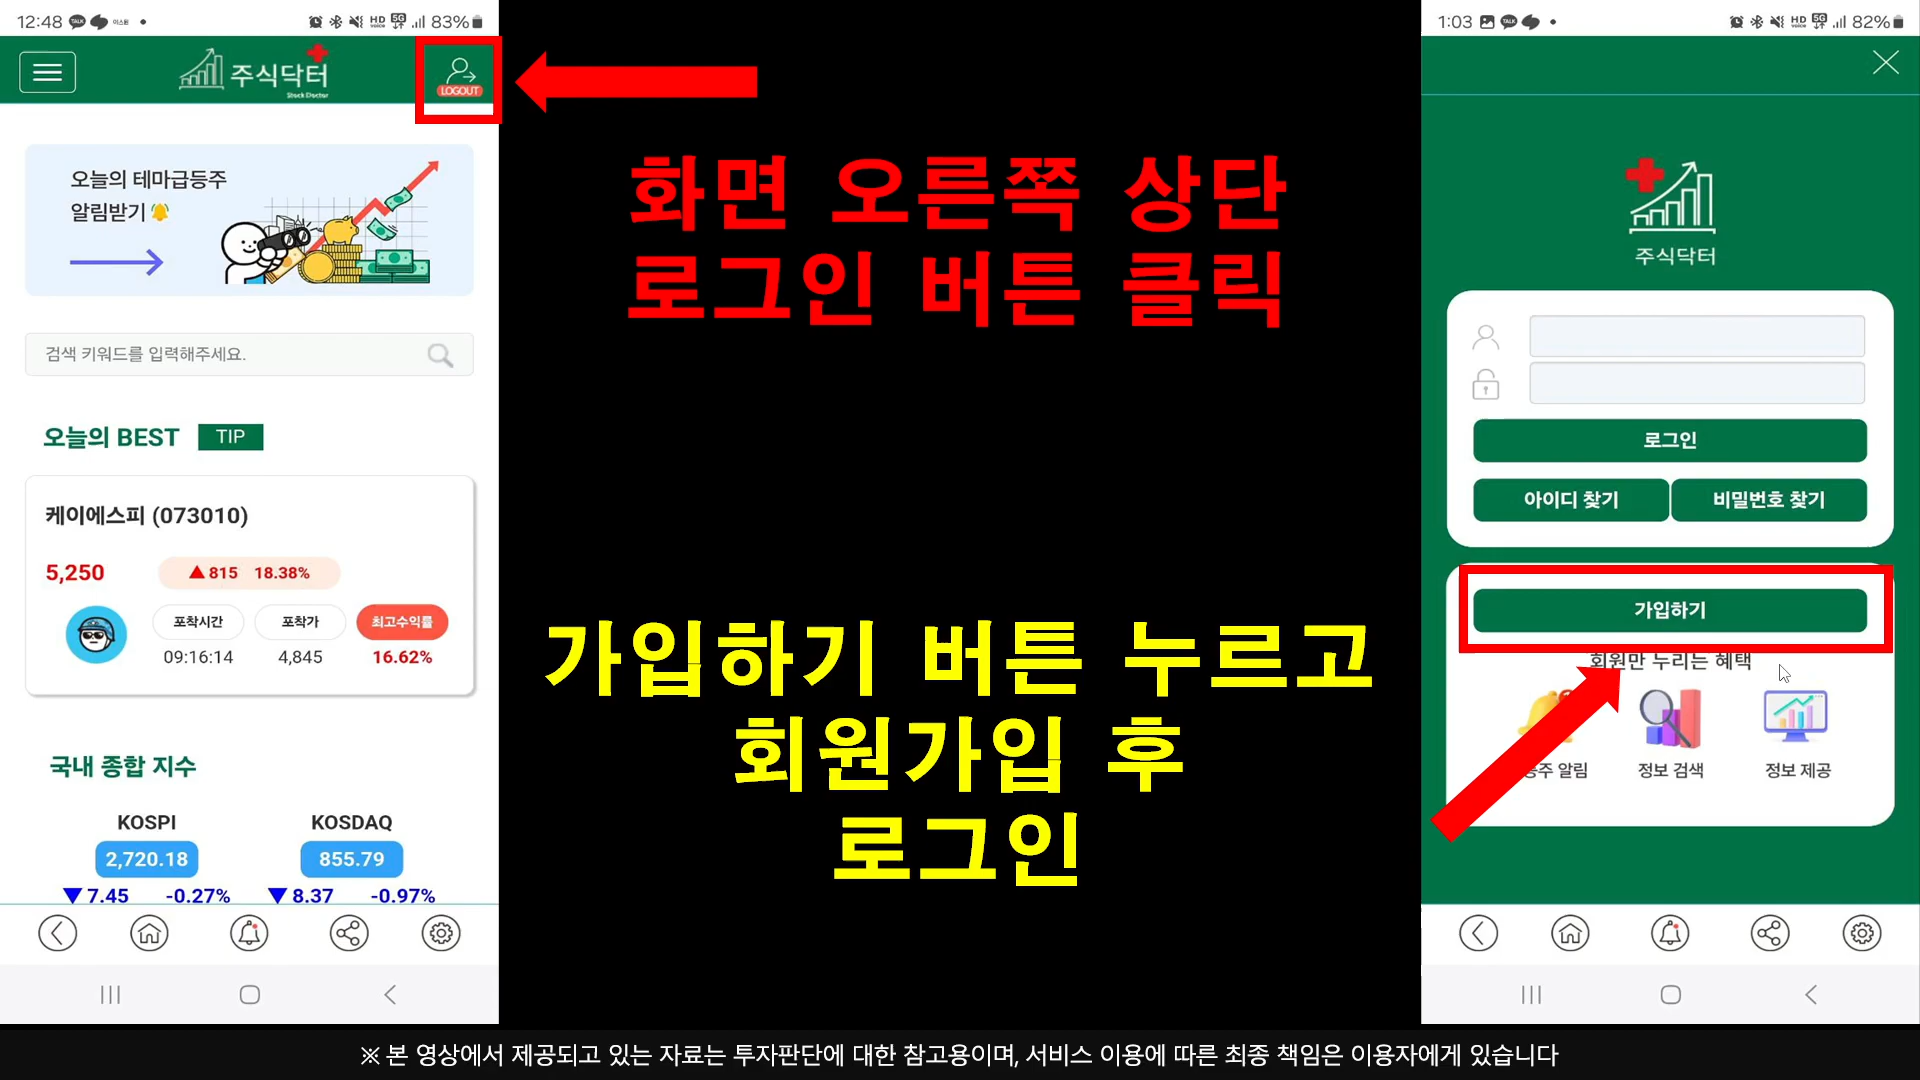 12:48
83%
주식닥터
Stock Doctor
LOGOUT
오늘의 테마급등주
알림받기
검색 키워드를 입력해주세요.
오늘의 BEST TIP
케이에스피 (073010)
5,250
▲815 18.38%
포착시간 포착가 최고수익률
09:16:14 4,845 16.62%
국내 종합 지수
KOSPI KOSDAQ
2,720.18 855.79
▼7.45 -0.27% ▼8.37 -0.97%
화면 오른쪽 상단
로그인 버튼 클릭
가입하기 버튼 누르고
회원가입 후
로그인
1:03
82%
주식닥터
로그인
아이디 찾기 비밀번호 찾기
가입하기
회원만 누리는 혜택
주 알림 정보 검색 정보 제공
※ 본 영상에서 제공되고 있는 자료는 투자판단에 대한 참고용이며, 서비스 이용에 따른 최종 책임은 이용자에게 있습니다